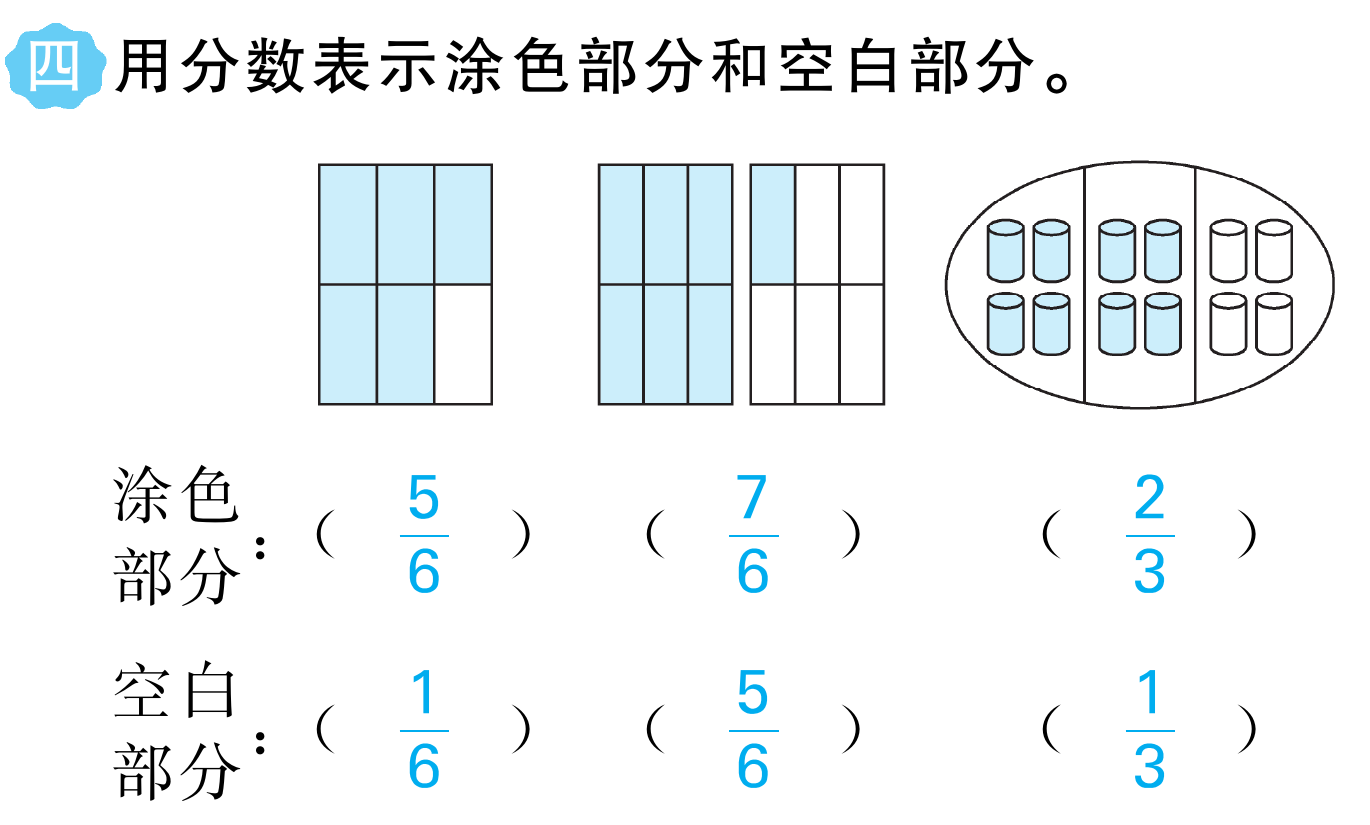 四 用分数表示涂色部分和空白部分。
涂色部分：（ 5/6 ）（ 7/6 ）（ 2/3 ）
空白部分：（ 1/6 ）（ 5/6 ）（ 1/3 ）